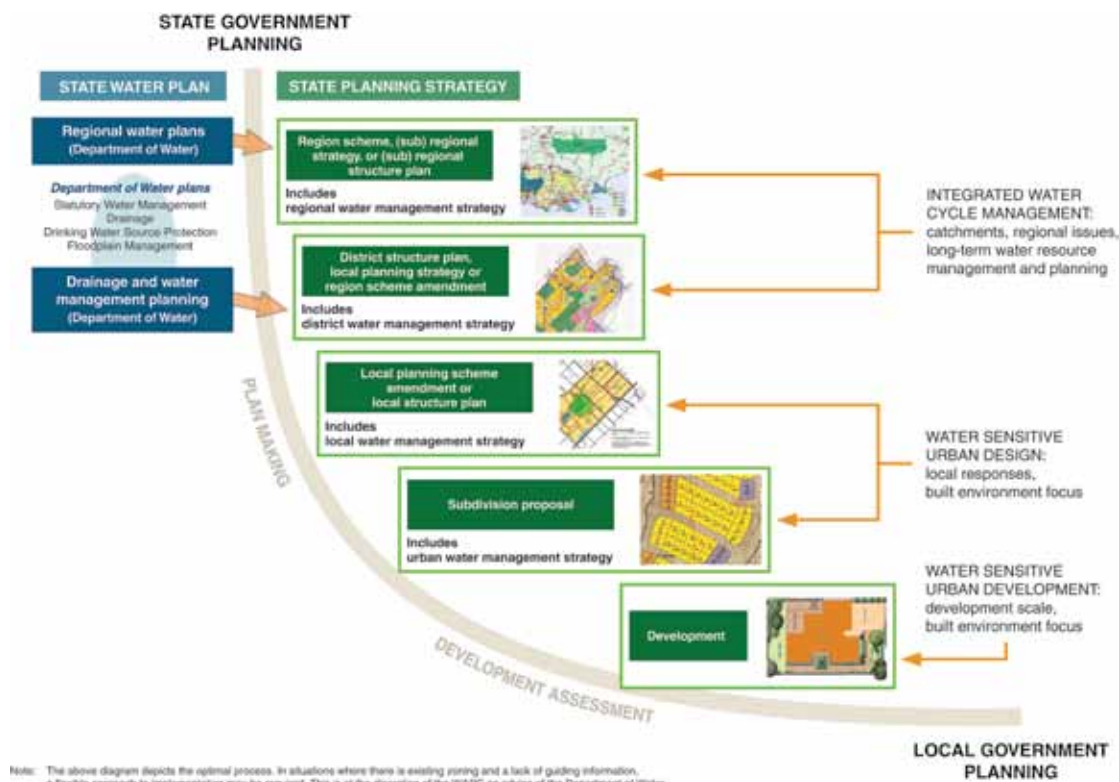 STATE GOVERNMENT
PLANNING
STATE WATER PLAN
STATE PLANNING STRATEGY
Regional water plans
(Department of Water)
Department of Water plans
Statutory Water Management
Drainage
Drinking Water Source Protection
Floodplain Management
Drainage and water
management planning
(Department of Water)
Region scheme, (sub) regional
strategy, or (sub) regional
structure plan
Includes
regional water management strategy
District structure plan,
local planning strategy or
region scheme amendment
Includes
district water management strategy
Local planning scheme
amendment or
local structure plan
Includes
local water management strategy
Subdivision proposal
Includes
urban water management strategy
Development
INTEGRATED WATER
CYCLE MANAGEMENT:
catchments, regional issues,
long-term water resource
management and planning
WATER SENSITIVE
URBAN DESIGN:
local responses,
built environment focus
WATER SENSITIVE
URBAN DEVELOPMENT:
development scale,
built environment focus
PLAN MAKING
DEVELOPMENT ASSESSMENT
LOCAL GOVERNMENT
PLANNING
Note: The above diagram depicts the optimal process. In situations where there is existing zoning and a lack of guiding information,